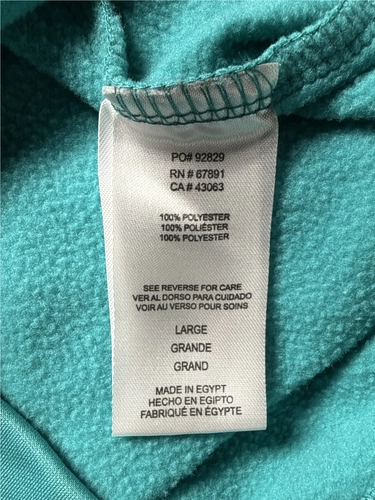 PO# 92829
RN # 67891
CA # 43063
100% POLYESTER
100% POLIÉSTER
100% POLYESTER
SEE REVERSE FOR CARE
VER AL DORSO PARA CUIDADO
VOIR AU VERSO POUR SOINS
LARGE
GRANDE
GRAND
MADE IN EGYPT
HECHO EN EGIPTO
FABRIQUÉ EN ÉGYPTE